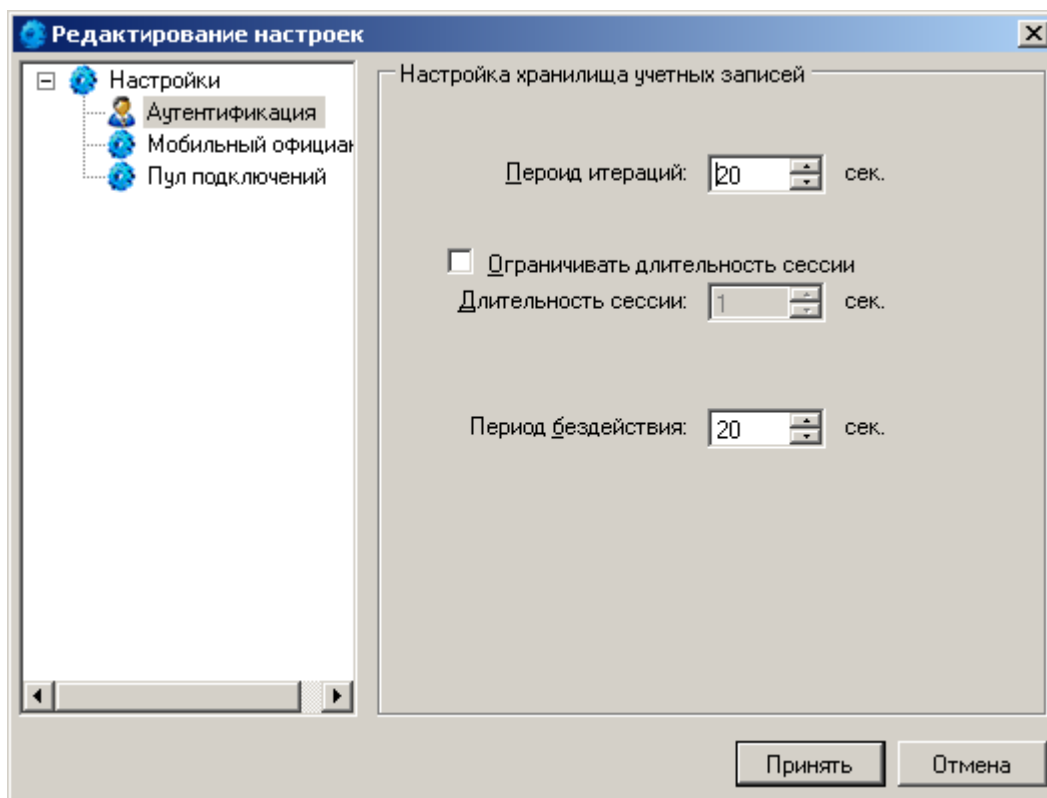 Редактирование настроек
Настройки
Аутентификация
Мобильный официан
Пул подключений
Настройка хранилища учетных записей
Пероид итераций: 20 сек.
Ограничивать длительность сессии
Длительность сессии: 1 сек.
Период бездействия: 20 сек.
Принять Отмена